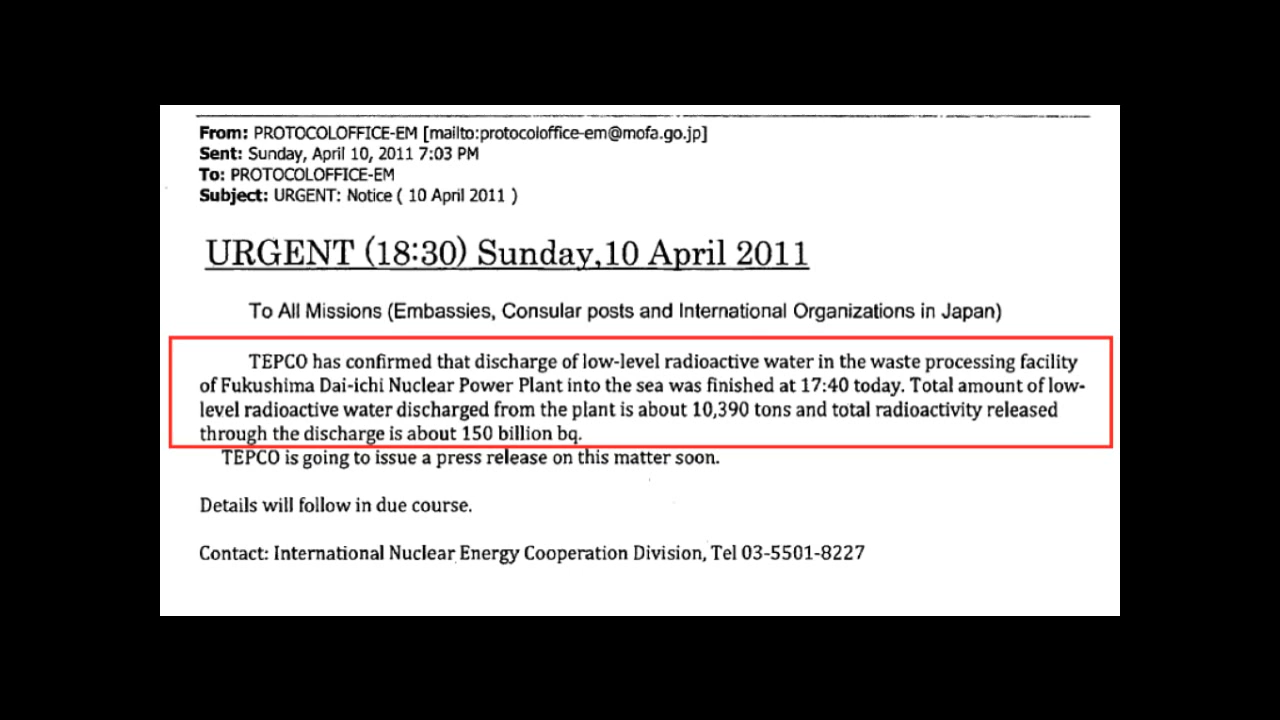 From: PROTOCOLOFFICE-EM [mailto:protocoloffice-em@mofa.go.jp]
Sent: Sunday, April 10, 2011 7:03 PM
To: PROTOCOLOFFICE-EM
Subject: URGENT: Notice ( 10 April 2011 )
URGENT (18:30) Sunday,10 April 2011
To All Missions (Embassies, Consular posts and International Organizations in Japan)
TEPCO has confirmed that discharge of low-level radioactive water in the waste processing facility
of Fukushima Dai-ichi Nuclear Power Plant into the sea was finished at 17:40 today. Total amount of low-
level radioactive water discharged from the plant is about 10,390 tons and total radioactivity released
through the discharge is about 150 billion bq.
TEPCO is going to issue a press release on this matter soon.
Details will follow in due course.
Contact: International Nuclear Energy Cooperation Division, Tel 03-5501-8227